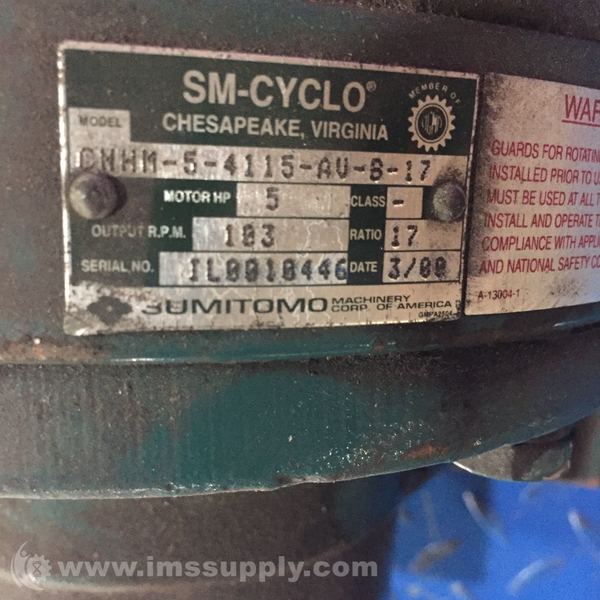 SM-CYCLO®
CHESAPEAKE, VIRGINIA
MEMBER OF
MODEL
CNHM-5-4115-AV-B-17
MOTOR HP 5 CLASS -
OUTPUT R.P.M. 103 RATIO 17
SERIAL NO. IL0010446 DATE 3/00
SUMITOMO MACHINERY
CORP. OF AMERICA
GUARDS FOR ROTATIN
INSTALLED PRIOR TO U
MUST BE USED AT ALL T
INSTALL AND OPERATE T
COMPLIANCE WITH APPLI
AND NATIONAL SAFETY CO
A-13004-1
www.imssupply.com